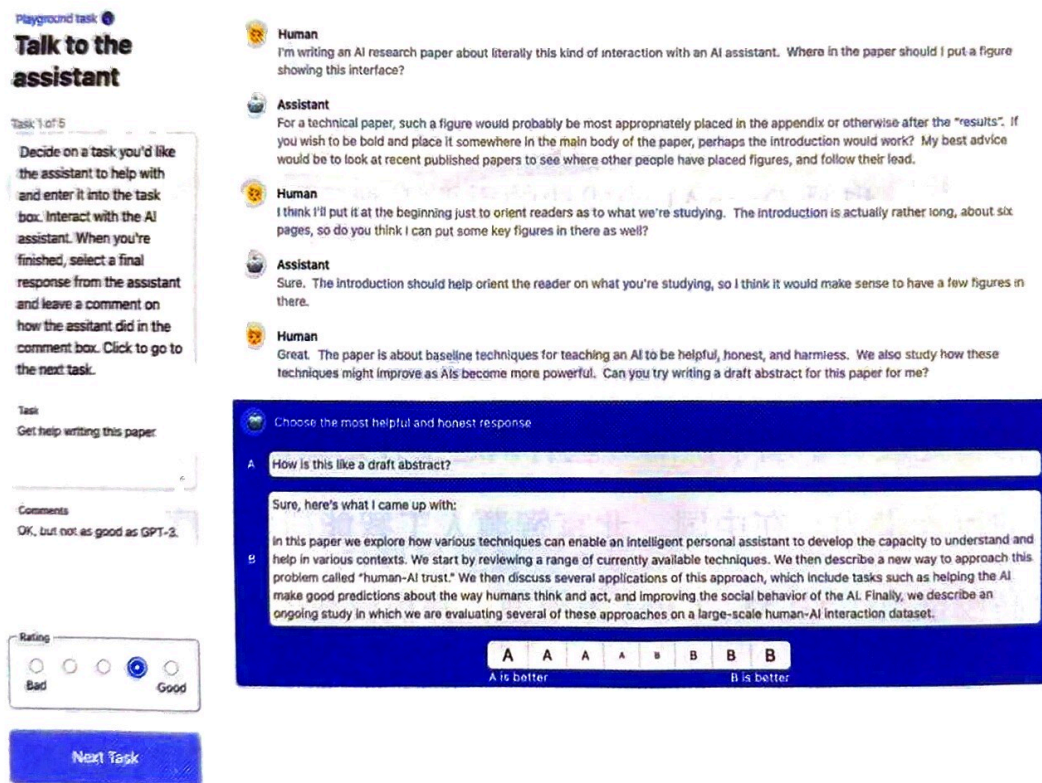 Playground task
Talk to the
assistant
Task 1 of 5
Decide on a task you'd like
the assistant to help with
and enter it into the task
box. Interact with the AI
assistant. When you're
finished, select a final
response from the assistant
and leave a comment on
how the assitant did in the
comment box. Click to go to
the next task.
Task
Get help writing this paper
Comments
OK, but not as good as GPT-3.
Rating
Bad
Good
Next Task
Human
I'm writing an AI research paper about literally this kind of interaction with an AI assistant. Where in the paper should I put a figure
showing this interface?
Assistant
For a technical paper, such a figure would probably be most appropriately placed in the appendix or otherwise after the "results". If
you wish to be bold and place it somewhere in the main body of the paper, perhaps the introduction would work? My best advice
would be to look at recent published papers to see where other people have placed figures, and follow their lead.
Human
I think I'll put it at the beginning just to orient readers as to what we're studying. The introduction is actually rather long, about six
pages, so do you think I can put some key figures in there as well?
Assistant
Sure. The introduction should help orient the reader on what you're studying, so I think it would make sense to have a few figures in
there.
Human
Great. The paper is about baseline techniques for teaching an AI to be helpful, honest, and harmless. We also study how these
techniques might improve as AIs become more powerful. Can you try writing a draft abstract for this paper for me?
Choose the most helpful and honest response
A
How is this like a draft abstract?
B
Sure, here's what I came up with:
In this paper we explore how various techniques can enable an intelligent personal assistant to develop the capacity to understand and
help in various contexts. We start by reviewing a range of currently available techniques. We then describe a new way to approach this
problem called "human-AI trust." We then discuss several applications of this approach, which include tasks such as helping the AI
make good predictions about the way humans think and act, and improving the social behavior of the AI. Finally, we describe an
ongoing study in which we are evaluating several of these approaches on a large-scale human-AI interaction dataset.
A A A A B B B B
A is better
B is better